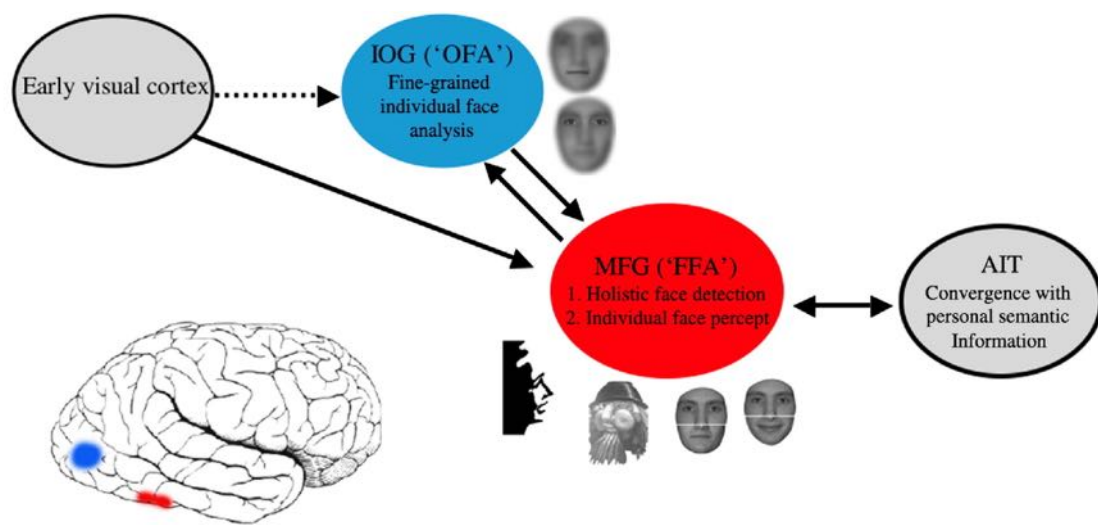 Early visual cortex
IOG (‘OFA’)
Fine-grained
individual face
analysis
MFG (‘FFA’)
1. Holistic face detection
2. Individual face percept
AIT
Convergence with
personal semantic
Information